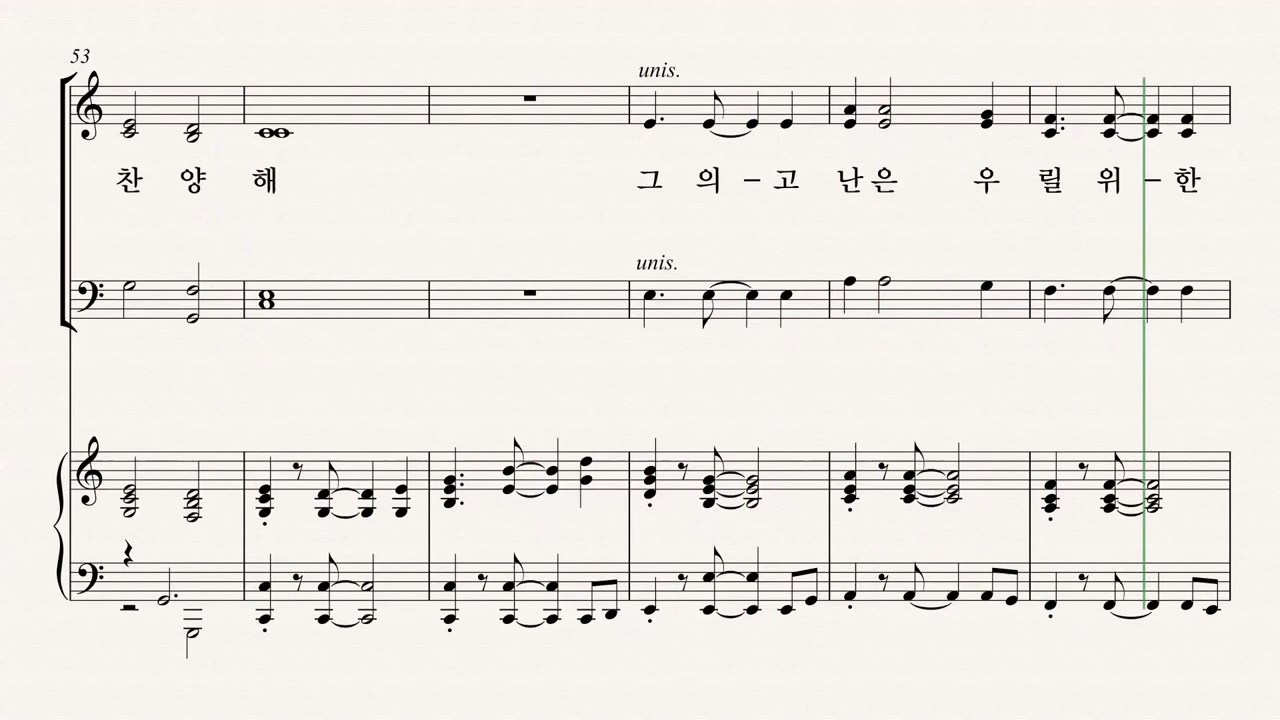 53
unis.
찬 양 해 그 의 – 고 난 은 우 릴 위 – 한
unis.